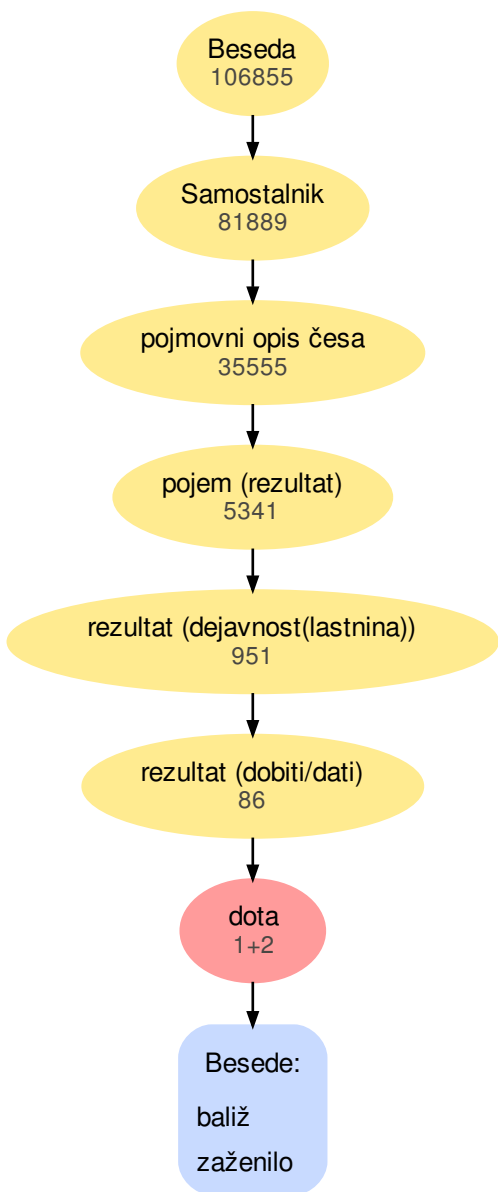 Beseda
106855
Samostalnik
81889
pojmovni opis česa
35555
pojem (rezultat)
5341
rezultat (dejavnost(lastnina))
951
rezultat (dobiti/dati)
86
dota
1+2
Besede:
baliž
zaženilo